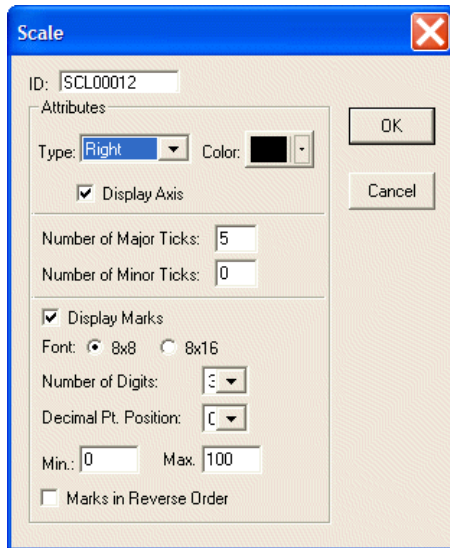 Scale
ID: SCL00012
Attributes
OK
Type: Right Color:
Display Axis
Cancel
Number of Major Ticks: 5
Number of Minor Ticks: 0
Display Marks
Font: 8x8 8x16
Number of Digits: 3
Decimal Pt. Position:
Min.: 0 Max. 100
Marks in Reverse Order